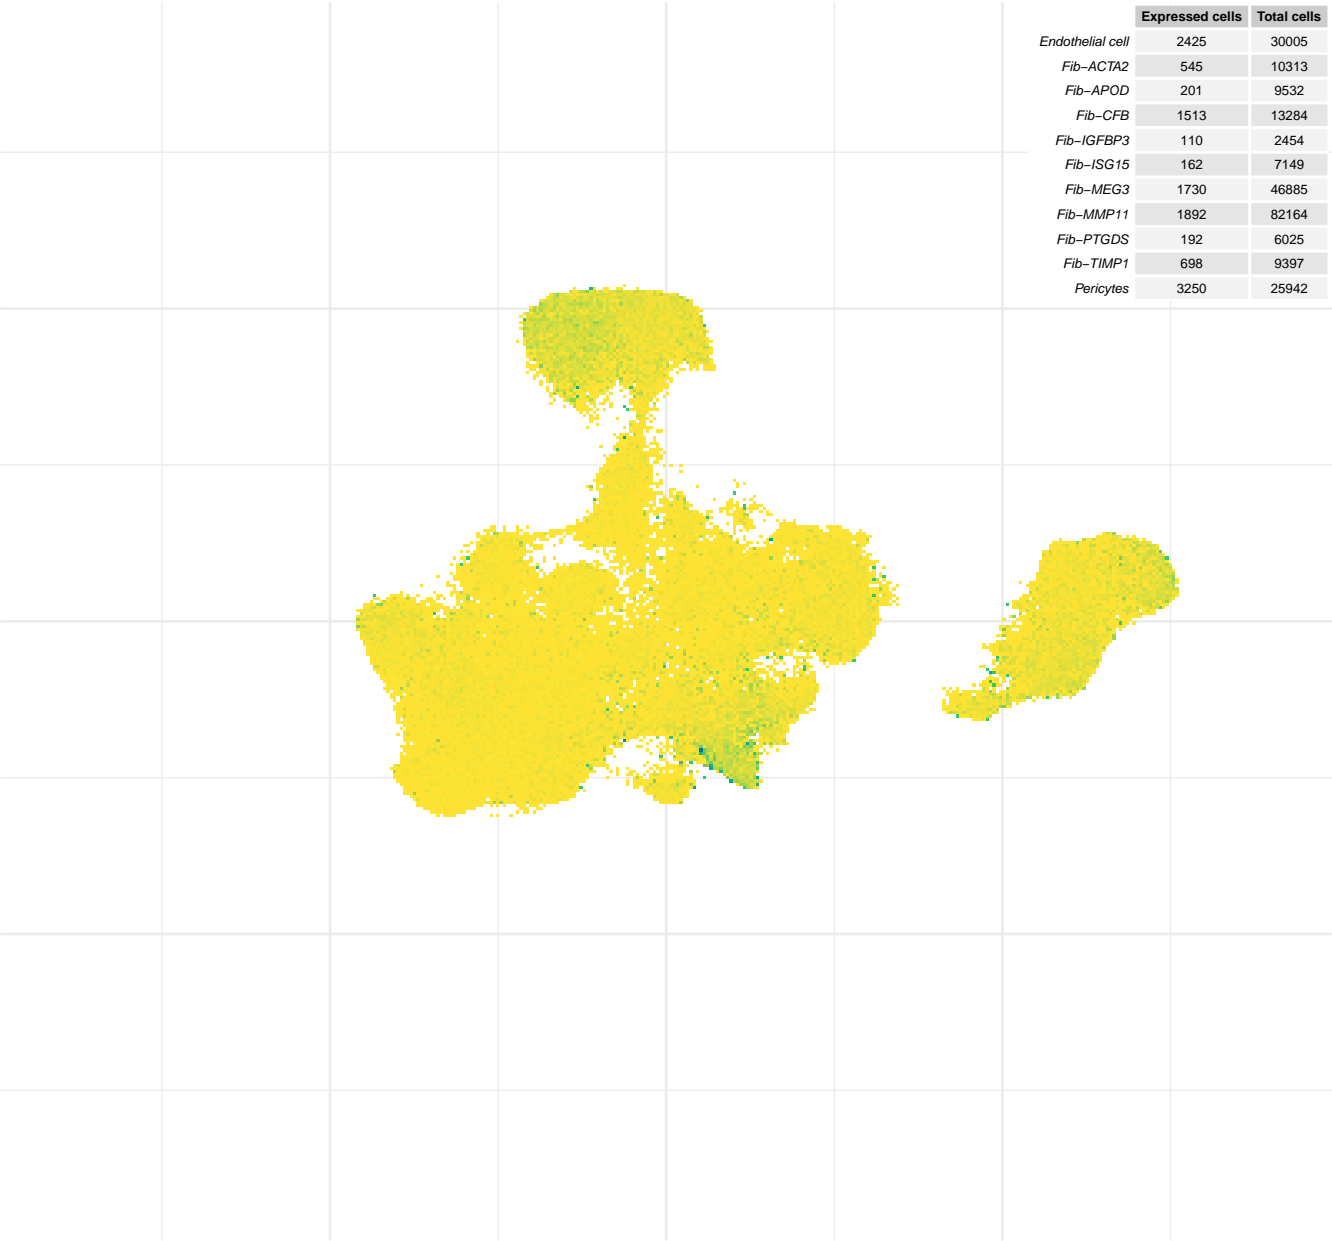 Expressed cells Total cells
Endothelial cell 2425 30005
Fib−ACTA2 545 10313
Fib−APOD 201 9532
Fib−CFB 1513 13284
Fib−IGFBP3 110 2454
Fib−ISG15 162 7149
Fib−MEG3 1730 46885
Fib−MMP11 1892 82164
Fib−PTGDS 192 6025
Fib−TIMP1 698 9397
Pericytes 3250 25942